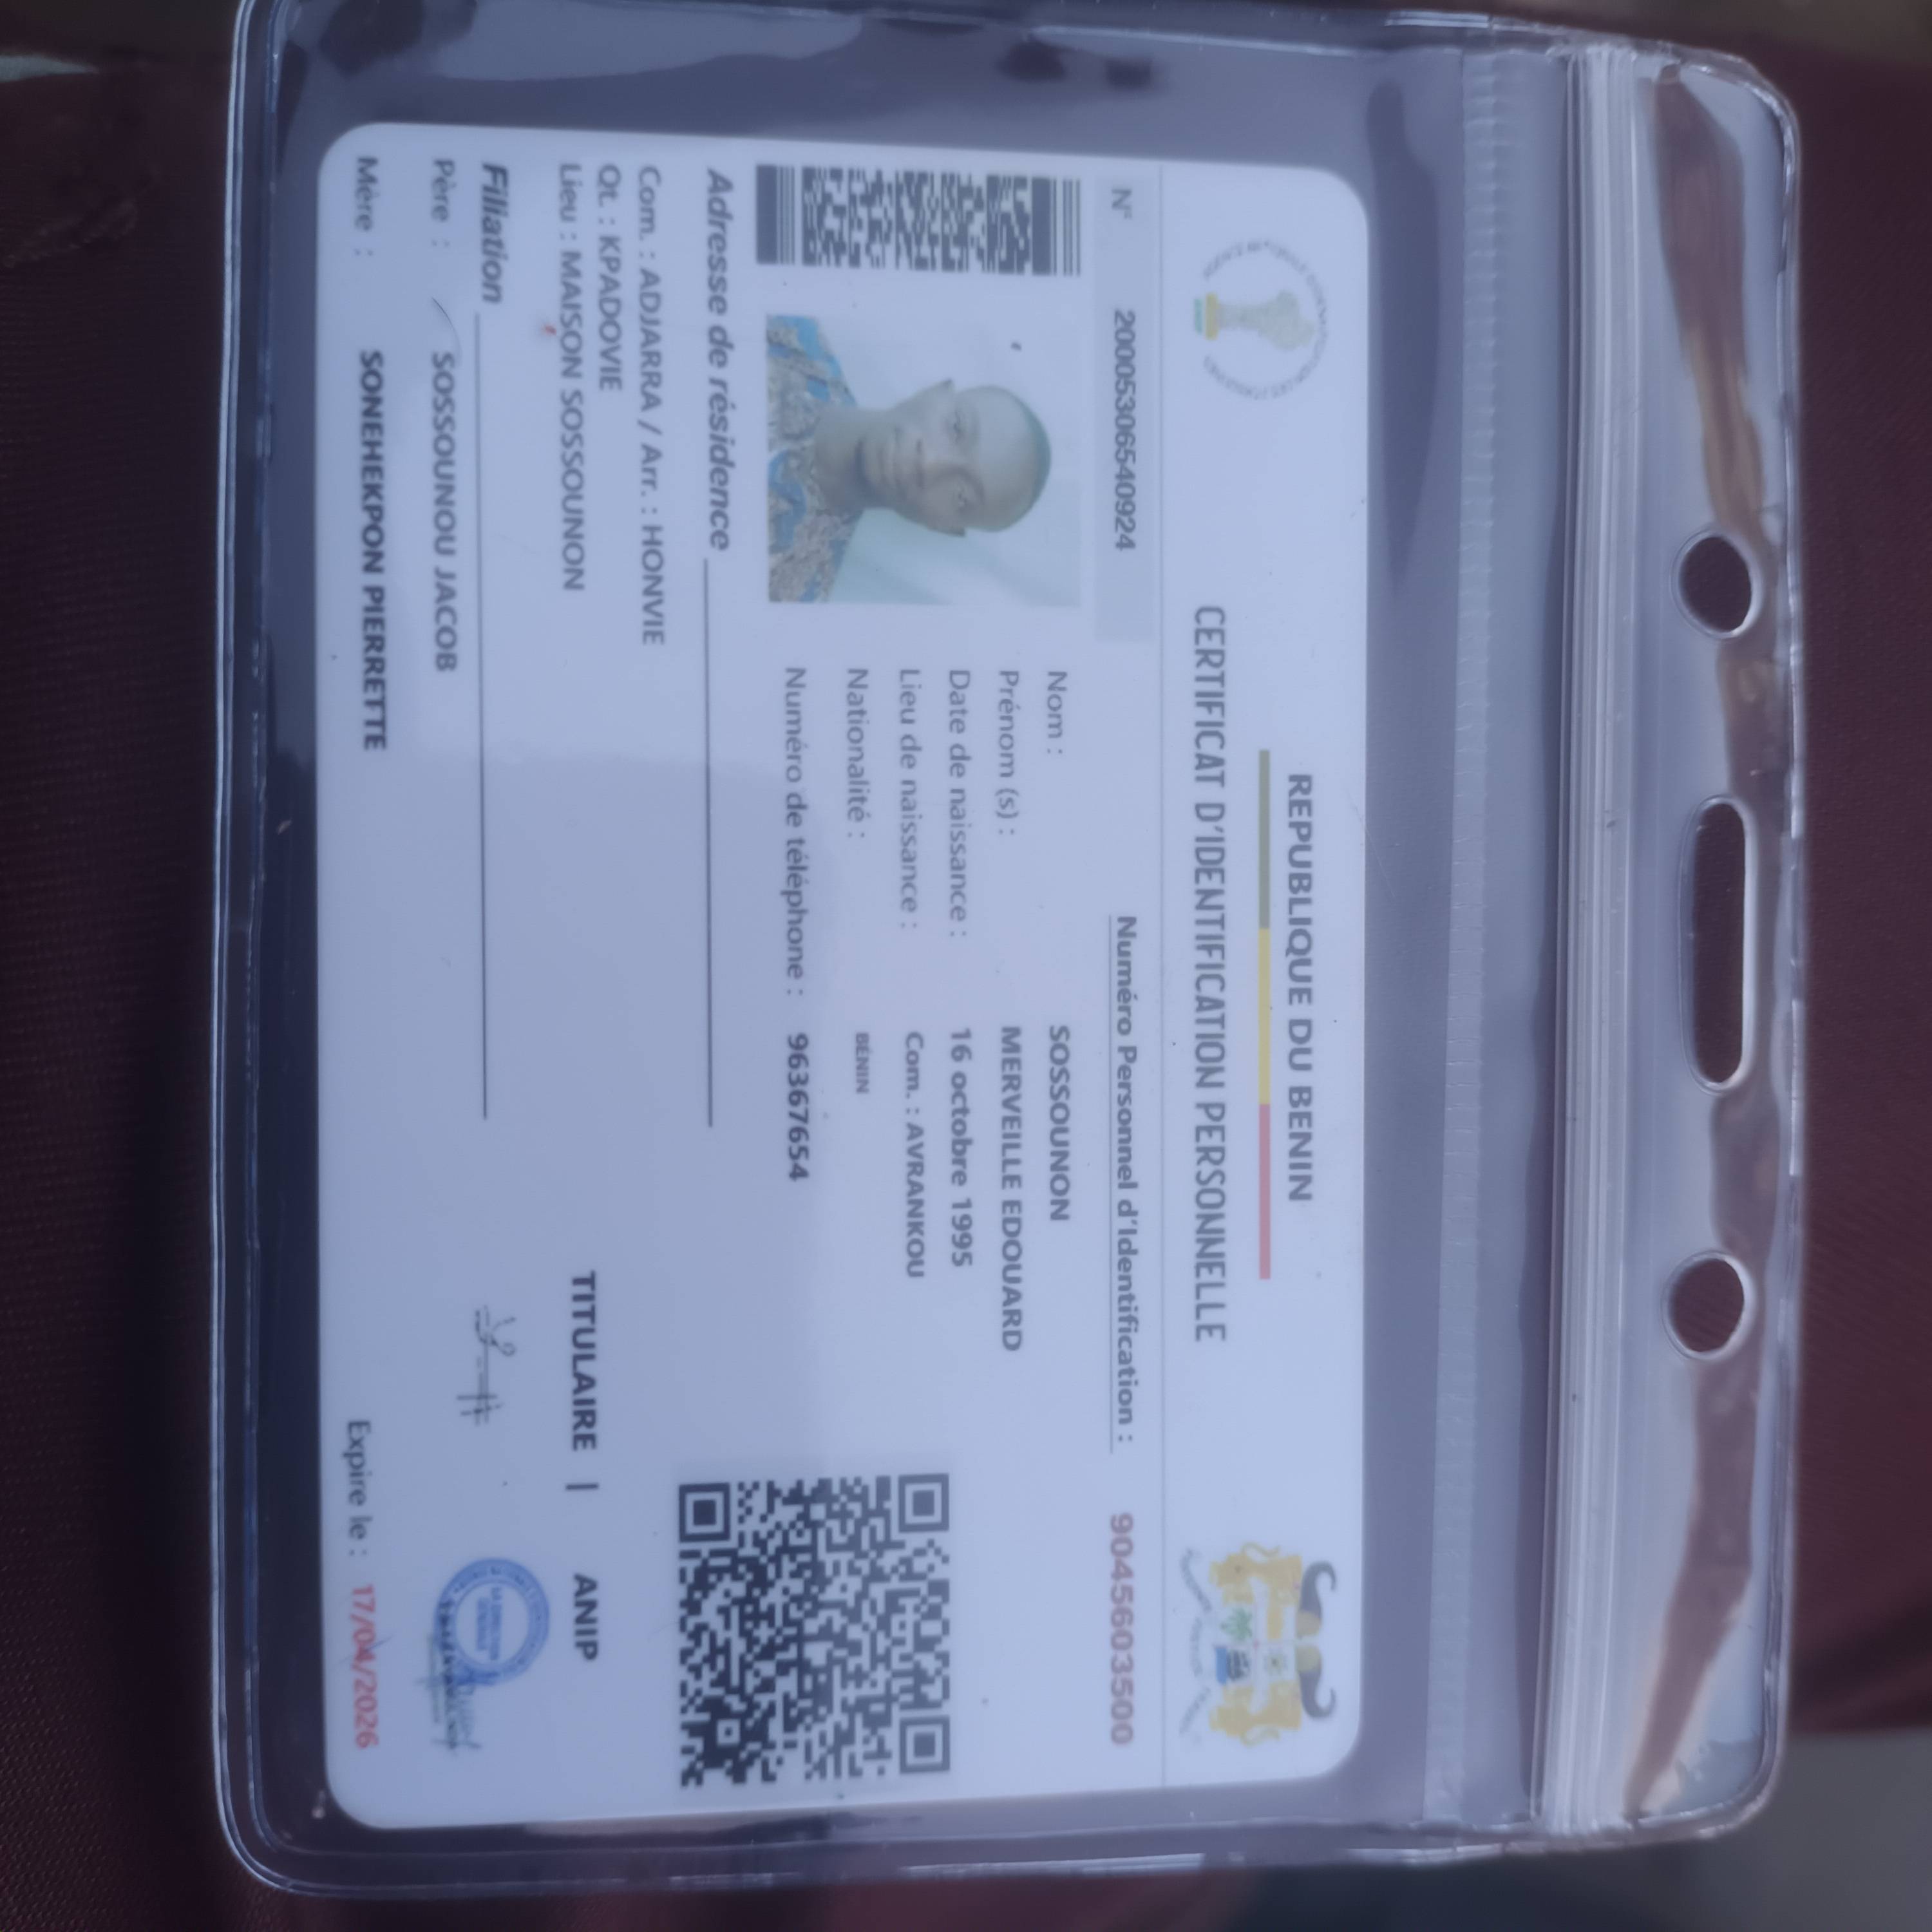 REPUBLIQUE DU BENIN
CERTIFICAT D'IDENTIFICATION PERSONNELLE
N° 2000530654092​4
Numéro Personnel d'Identification : 9045603500
Nom : SOSSOUNON
Prénom (s) : MERVEILLE EDOUARD
Date de naissance : 16 octobre 1995
Lieu de naissance : Com. : AVRANKOU
Nationalité : BÉNIN
Numéro de téléphone : 96367654
Adresse de résidence
Com. : ADJARRA / Arr. : HONVIE
Qt. : KPADOVIE
Lieu : MAISON SOSSOUNON
Filiation
Père : SOSSOUNOU JACOB
Mère : SONEHEKPON PIERRETTE
TITULAIRE | ANIP
Expire le : 17/04/2026